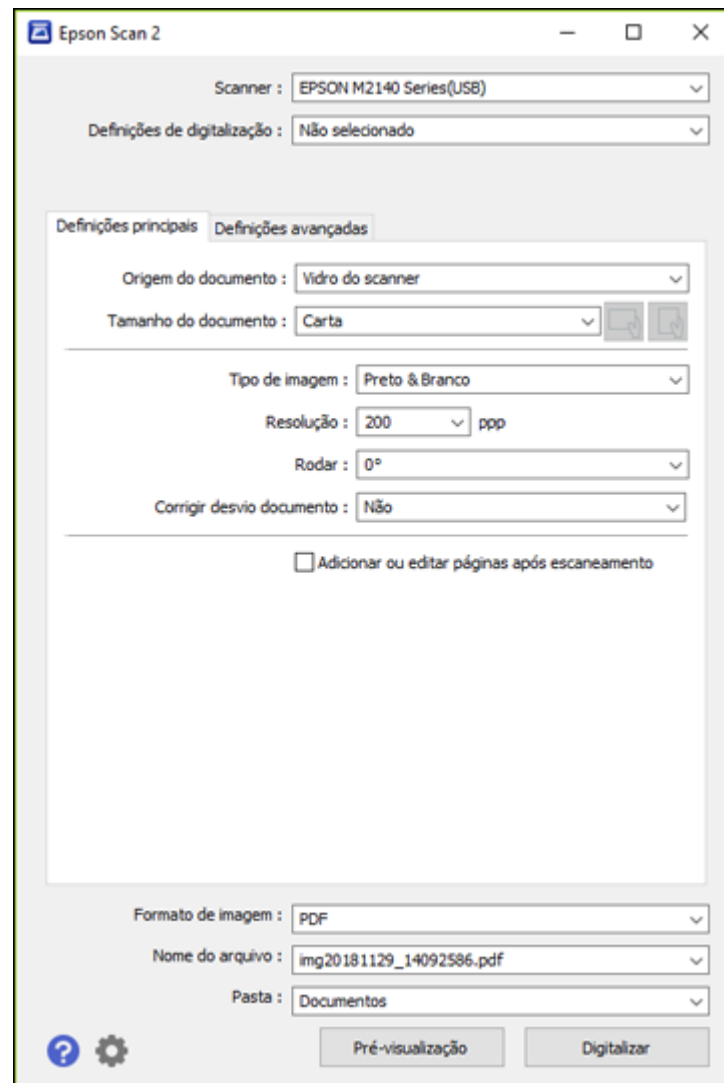 Epson Scan 2
Scanner : EPSON M2140 Series(USB)
Definições de digitalização : Não selecionado
Definições principais Definições avançadas
Origem do documento : Vidro do scanner
Tamanho do documento : Carta
Tipo de imagem : Preto & Branco
Resolução : 200 ppp
Rodar : 0°
Corrigir desvio documento : Não
Adicionar ou editar páginas após escaneamento
Formato de imagem : PDF
Nome do arquivo : img20181129_14092586.pdf
Pasta : Documentos
? Pré-visualização Digitalizar